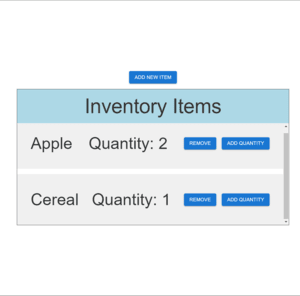 ADD NEW ITEM
Inventory Items
Apple Quantity: 2 REMOVE ADD QUANTITY
Cereal Quantity: 1 REMOVE ADD QUANTITY